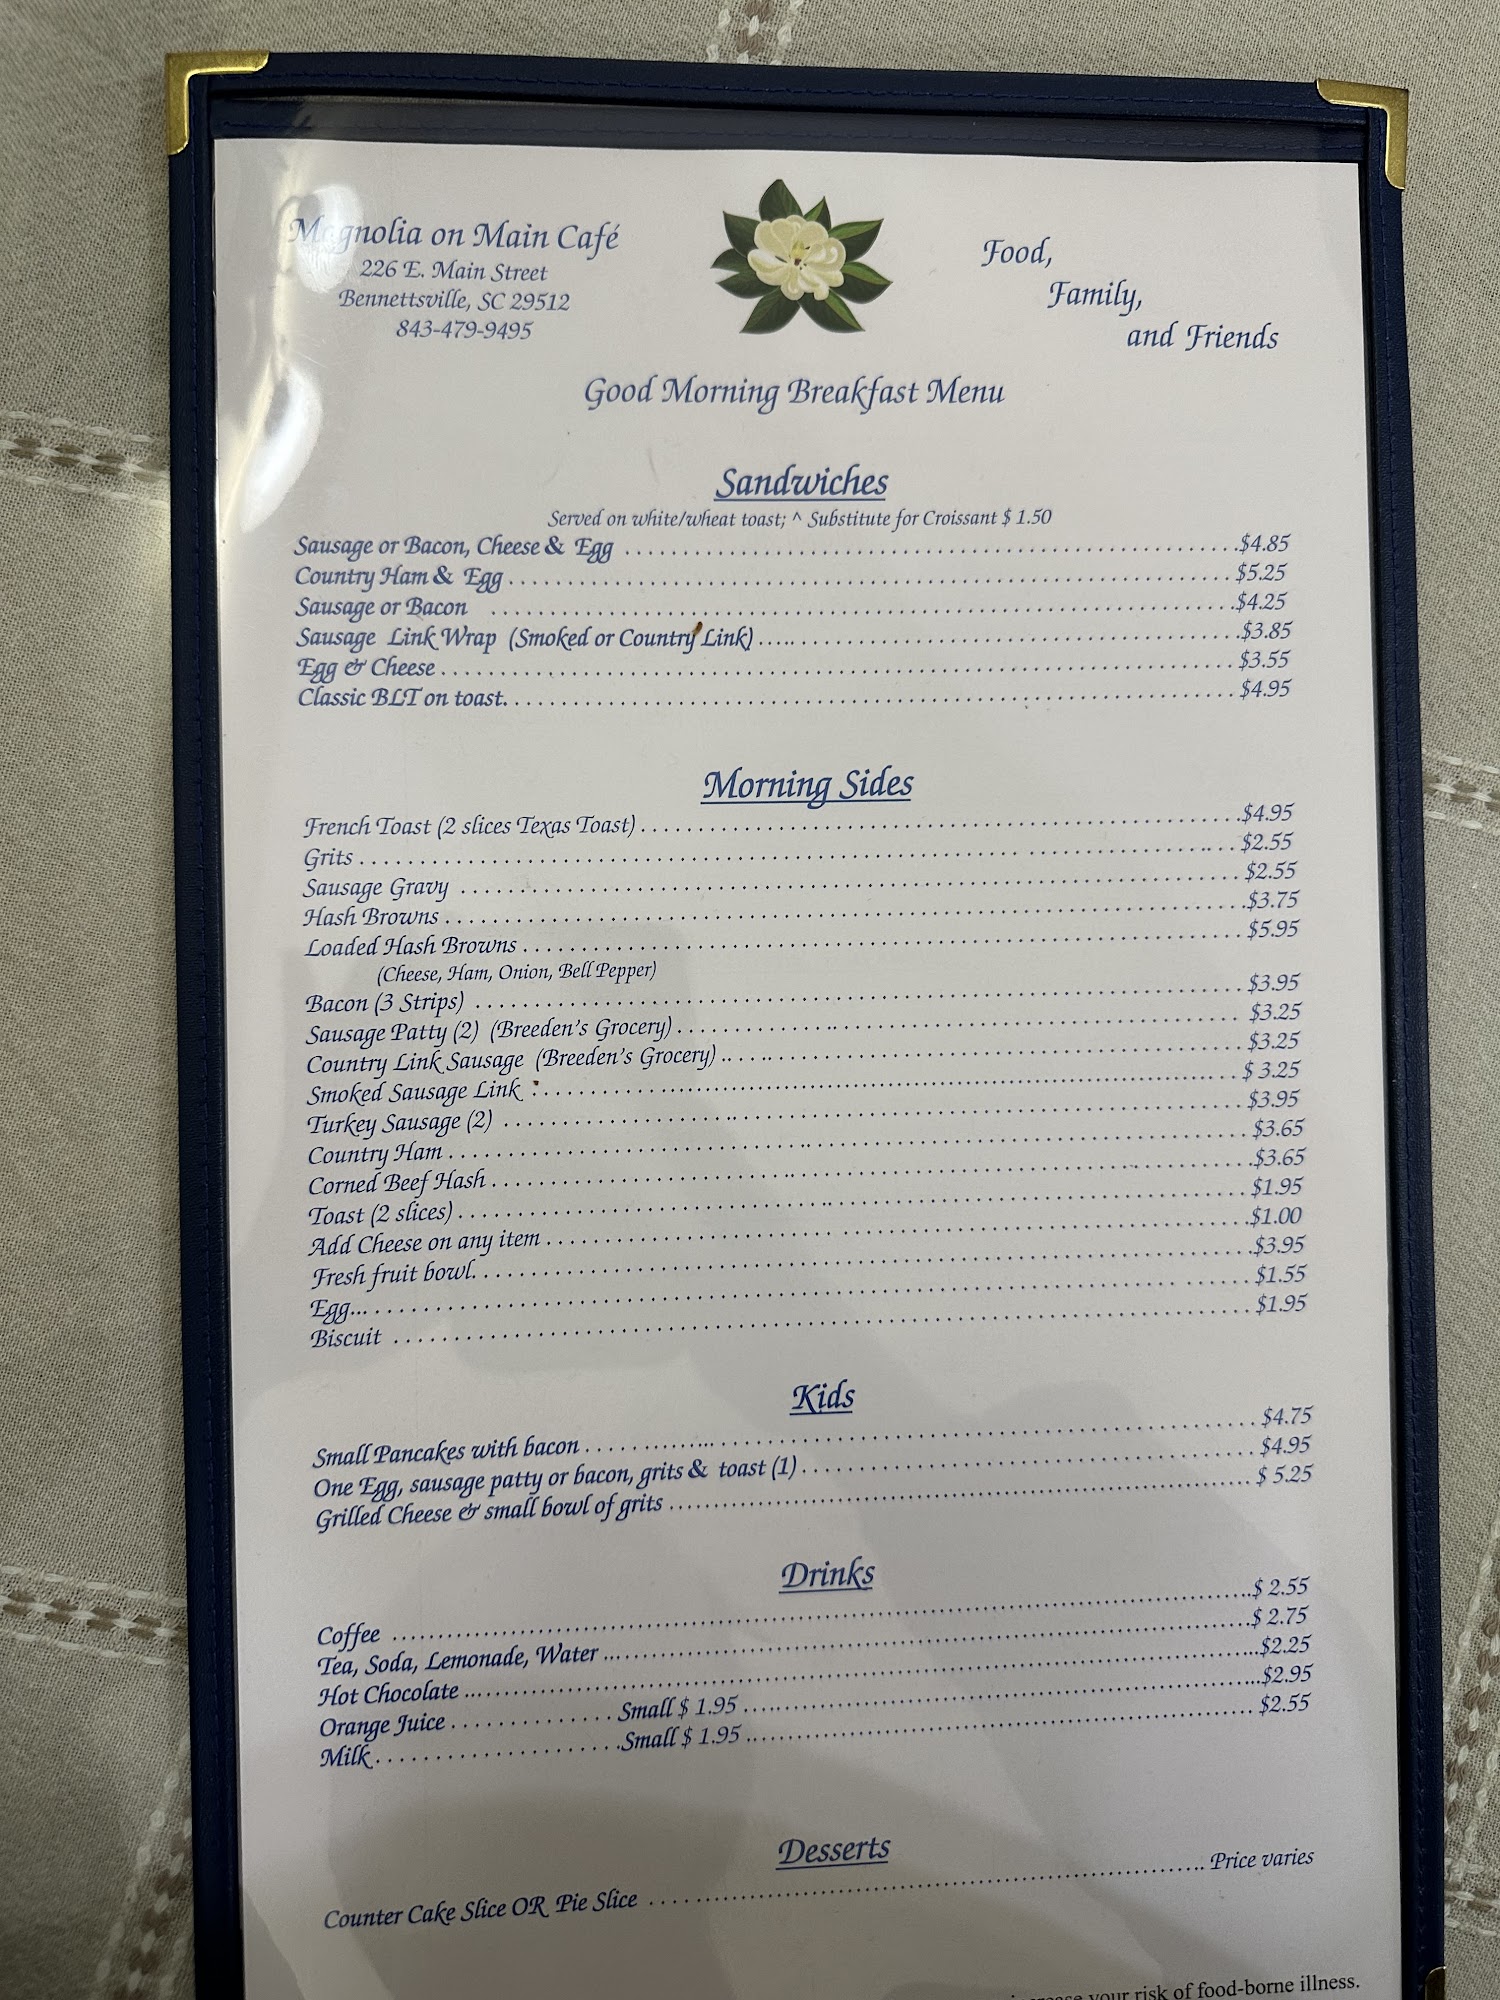 Magnolia on Main Café
226 E. Main Street
Bennettsville, SC 29512
843-479-9495
Food,
Family,
and Friends
Good Morning Breakfast Menu
Sandwiches
Served on white/wheat toast; ^ Substitute for Croissant $ 1.50
Sausage or Bacon, Cheese & Egg $4.85
Country Ham & Egg $5.25
Sausage or Bacon $4.25
Sausage Link Wrap (Smoked or Country Link) $3.85
Egg & Cheese $3.55
Classic BLT on toast $4.95
Morning Sides
French Toast (2 slices Texas Toast) $4.95
Grits $2.55
Sausage Gravy $2.55
Hash Browns $3.75
Loaded Hash Browns $5.95
(Cheese, Ham, Onion, Bell Pepper)
Bacon (3 Strips) $3.95
Sausage Patty (2) (Breeden's Grocery) $3.25
Country Link Sausage (Breeden's Grocery) $3.25
Smoked Sausage Link $ 3.25
Turkey Sausage (2) $3.95
Country Ham $3.65
Corned Beef Hash $3.65
Toast (2 slices) $1.95
Add Cheese on any item $1.00
Fresh fruit bowl $3.95
Egg $1.55
Biscuit $1.95
Kids
Small Pancakes with bacon $4.75
One Egg, sausage patty or bacon, grits & toast (1) $4.95
Grilled Cheese & small bowl of grits $ 5.25
Drinks
Coffee $ 2.55
Tea, Soda, Lemonade, Water $ 2.75
Hot Chocolate $2.25
Orange Juice Small $ 1.95 $2.95
Milk Small $ 1.95 $2.55
Desserts
Counter Cake Slice OR Pie Slice Price varies
your risk of food-borne illness.